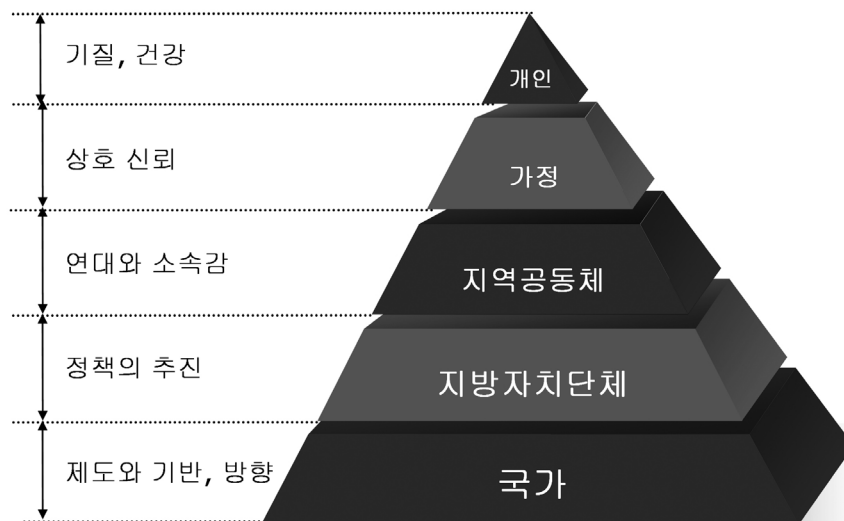 기질, 건강
개인
상호 신뢰
가정
연대와 소속감
지역공동체
정책의 추진
지방자치단체
제도와 기반, 방향
국가